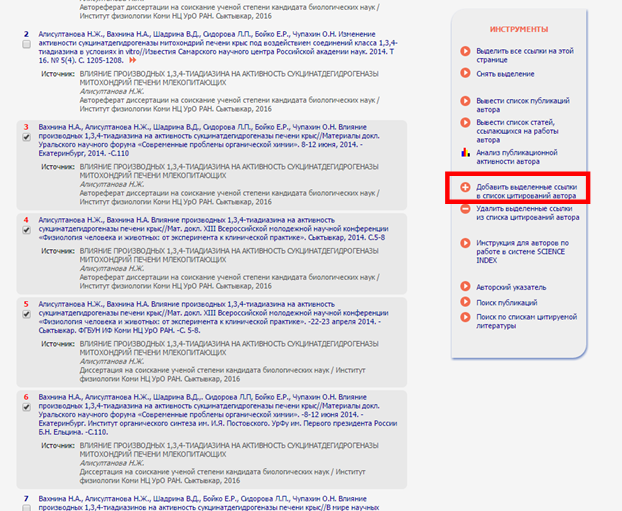 Алисултанова Н.Ж.
Автореферат диссертации на соискание ученой степени кандидата биологических наук /
Институт физиологии Коми НЦ УрО РАН. Сыктывкар, 2016
2 Алисултанова Н.Ж., Вахнина Н.А., Шадрина В.Д., Сидорова Л.П., Бойко Е.Р., Чупахин О.Н. Изменение
активности сукцинатдегидрогеназы митохондрий печени крыс под воздействием соединений класса 1,3,4-
тиадиазина в условиях in vitro//Известия Самарского научного центра Российской академии наук. 2014. Т
16. № 5(4). С. 1205-1208.
Источник: ВЛИЯНИЕ ПРОИЗВОДНЫХ 1,3,4-ТИАДИАЗИНА НА АКТИВНОСТЬ СУКЦИНАТДЕГИДРОГЕНАЗЫ
МИТОХОНДРИЙ ПЕЧЕНИ МЛЕКОПИТАЮЩИХ
Алисултанова Н.Ж.
Автореферат диссертации на соискание ученой степени кандидата биологических наук /
Институт физиологии Коми НЦ УрО РАН. Сыктывкар, 2016
3 Вахнина Н.А., Алисултанова Н.Ж., Шадрина В.Д., Сидорова Л.П., Бойко Е.Р., Чупахин О.Н. Влияние
производных 1,3,4-тиадиазина на активность сукцинатдегидрогеназы печени крыс//Материалы докл.
Уральского научного форума «Современные проблемы органической химии». 8-12 июня, 2014. -
Екатеринбург, 2014. -С.110
Источник: ВЛИЯНИЕ ПРОИЗВОДНЫХ 1,3,4-ТИАДИАЗИНА НА АКТИВНОСТЬ СУКЦИНАТДЕГИДРОГЕНАЗЫ
МИТОХОНДРИЙ ПЕЧЕНИ МЛЕКОПИТАЮЩИХ
Алисултанова Н.Ж.
Автореферат диссертации на соискание ученой степени кандидата биологических наук /
Институт физиологии Коми НЦ УрО РАН. Сыктывкар, 2016
4 Алисултанова Н.Ж., Вахнина Н.А. Влияние производных 1,3,4-тиадиазина на активность
сукцинатдегидрогеназы печени крыс//Мат. докл. XIII Всероссийской молодежной научной конференции
«Физиология человека и животных: от эксперимента к клинической практике». Сыктывкар, 2014. С.5-8
Источник: ВЛИЯНИЕ ПРОИЗВОДНЫХ 1,3,4-ТИАДИАЗИНА НА АКТИВНОСТЬ СУКЦИНАТДЕГИДРОГЕНАЗЫ
МИТОХОНДРИЙ ПЕЧЕНИ МЛЕКОПИТАЮЩИХ
Алисултанова Н.Ж.
Автореферат диссертации на соискание ученой степени кандидата биологических наук /
Институт физиологии Коми НЦ УрО РАН. Сыктывкар, 2016
5 Алисултанова Н.Ж., Вахнина Н.А. Влияние производных 1,3,4-тиадиазина на активность
сукцинатдегидрогеназы печени крыс//Мат. докл. XIII Всероссийской молодежной научной конференции
«Физиология человека и животных: от эксперимента к клинической практике». -22-23 апреля 2014. -
Сыктывкар. ФГБУН ИФ Коми НЦ УрО РАН. -С. 5-8.
Источник: ВЛИЯНИЕ ПРОИЗВОДНЫХ 1,3,4-ТИАДИАЗИНА НА АКТИВНОСТЬ СУКЦИНАТДЕГИДРОГЕНАЗЫ
МИТОХОНДРИЙ ПЕЧЕНИ МЛЕКОПИТАЮЩИХ
Алисултанова Н.Ж.
Диссертация на соискание ученой степени кандидата биологических наук / Институт
физиологии Коми НЦ УрО РАН. Сыктывкар, 2016
6 Вахнина Н.А., Алисултанова Н.Ж., Шадрина В.Д.,. Сидорова Л.П, Бойко Е.Р., Чупахин О.Н. Влияние
производных 1,3,4-тиадиазина на активность сукцинатдегидрогеназы печени крыс//Материалы докл.
Уральского научного форума «Современные проблемы органической химии». -8-12 июня 2014. -
Екатеринбург. Институт органического синтеза им. И.Я. Постовского. УрФу им. Первого президента России
Б.Н. Ельцина. -С.110.
Источник: ВЛИЯНИЕ ПРОИЗВОДНЫХ 1,3,4-ТИАДИАЗИНА НА АКТИВНОСТЬ СУКЦИНАТДЕГИДРОГЕНАЗЫ
МИТОХОНДРИЙ ПЕЧЕНИ МЛЕКОПИТАЮЩИХ
Алисултанова Н.Ж.
Диссертация на соискание ученой степени кандидата биологических наук / Институт
физиологии Коми НЦ УрО РАН. Сыктывкар, 2016
7 Вахнина Н.А., Алисултанова Н.Ж., Шадрина В.Д., Бойко Е.Р., Сидорова Л.П., Чупахин О.Н. Влияние
производных 1,3,4-тиадиазинов на активность сукцинатдегидрогеназы печени крыс//В мире научных
ИНСТРУМЕНТЫ
Выделить все ссылки на этой
странице
Снять выделение
Вывести список публикаций
автора
Вывести список статей,
ссылающихся на работы
автора
Анализ публикационной
активности автора
Добавить выделенные ссылки
в список цитирований автора
Удалить выделенные ссылки
из списка цитирований автора
Инструкция для авторов по
работе в системе SCIENCE
INDEX
Авторский указатель
Поиск публикаций
Поиск по спискам цитируемой
литературы